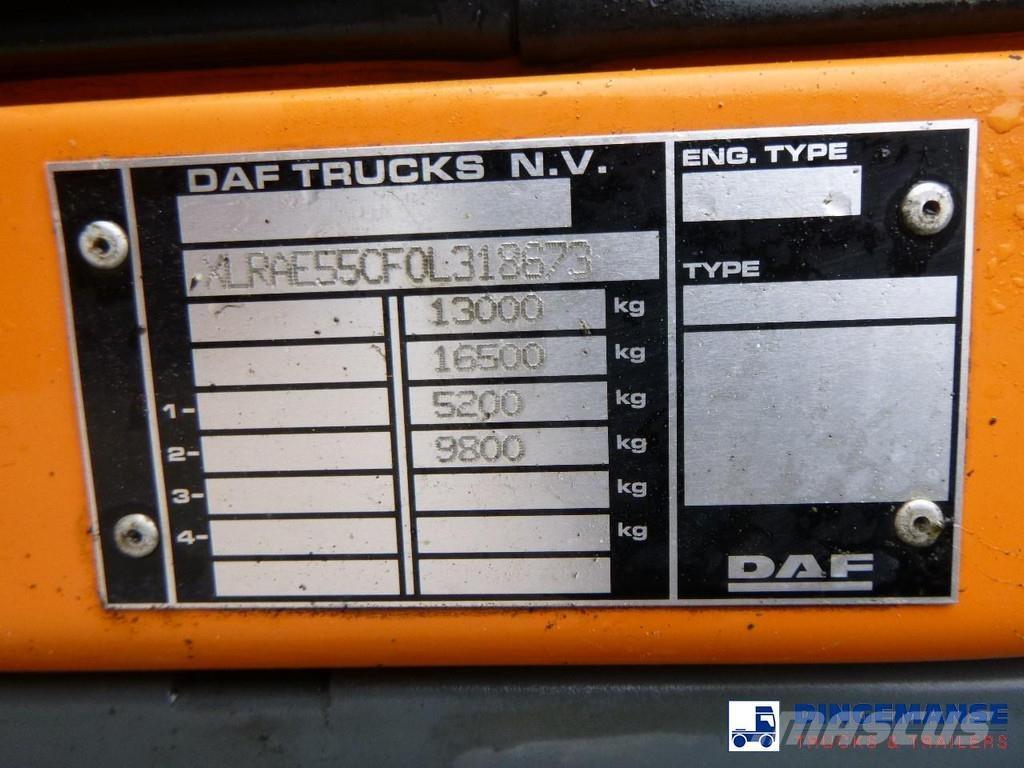 DAF TRUCKS N.V.
XLRAE55CF0L318673
13000 kg
16500 kg
1- 5200 kg
2- 9800 kg
3- kg
4- kg
ENG. TYPE
TYPE
DAF
DINGEMANSE
TRUCKS & TRAILERS
MASCUS